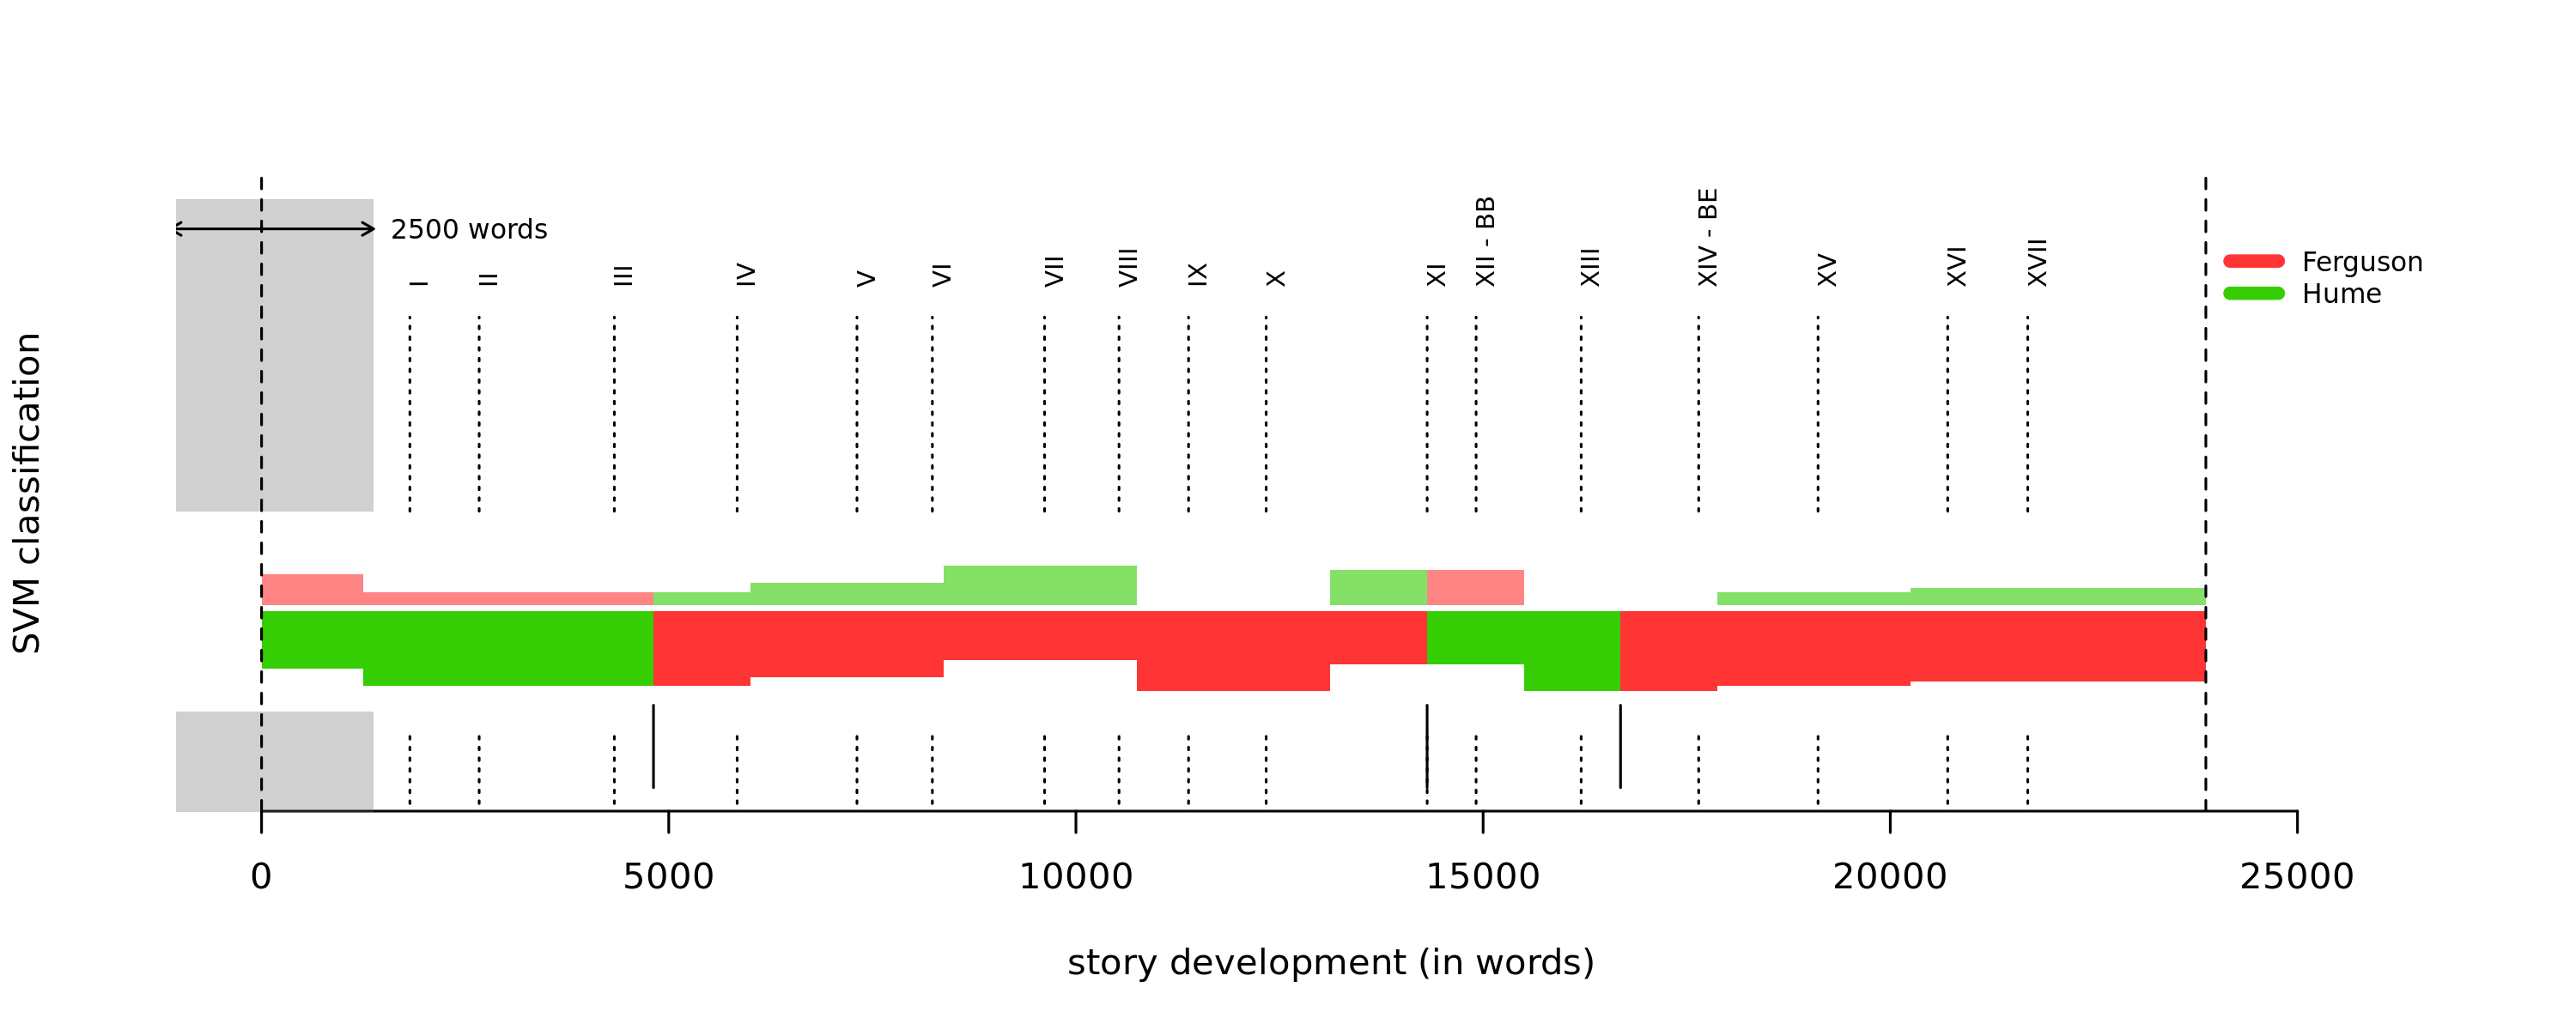 2500 words
I
II
III
IV
V
VI
VII
VIII
IX
X
XI
XII - BB
XIII
XIV - BE
XV
XVI
XVII
Ferguson
Hume
SVM classification
0
5000
10000
15000
20000
25000
story development (in words)